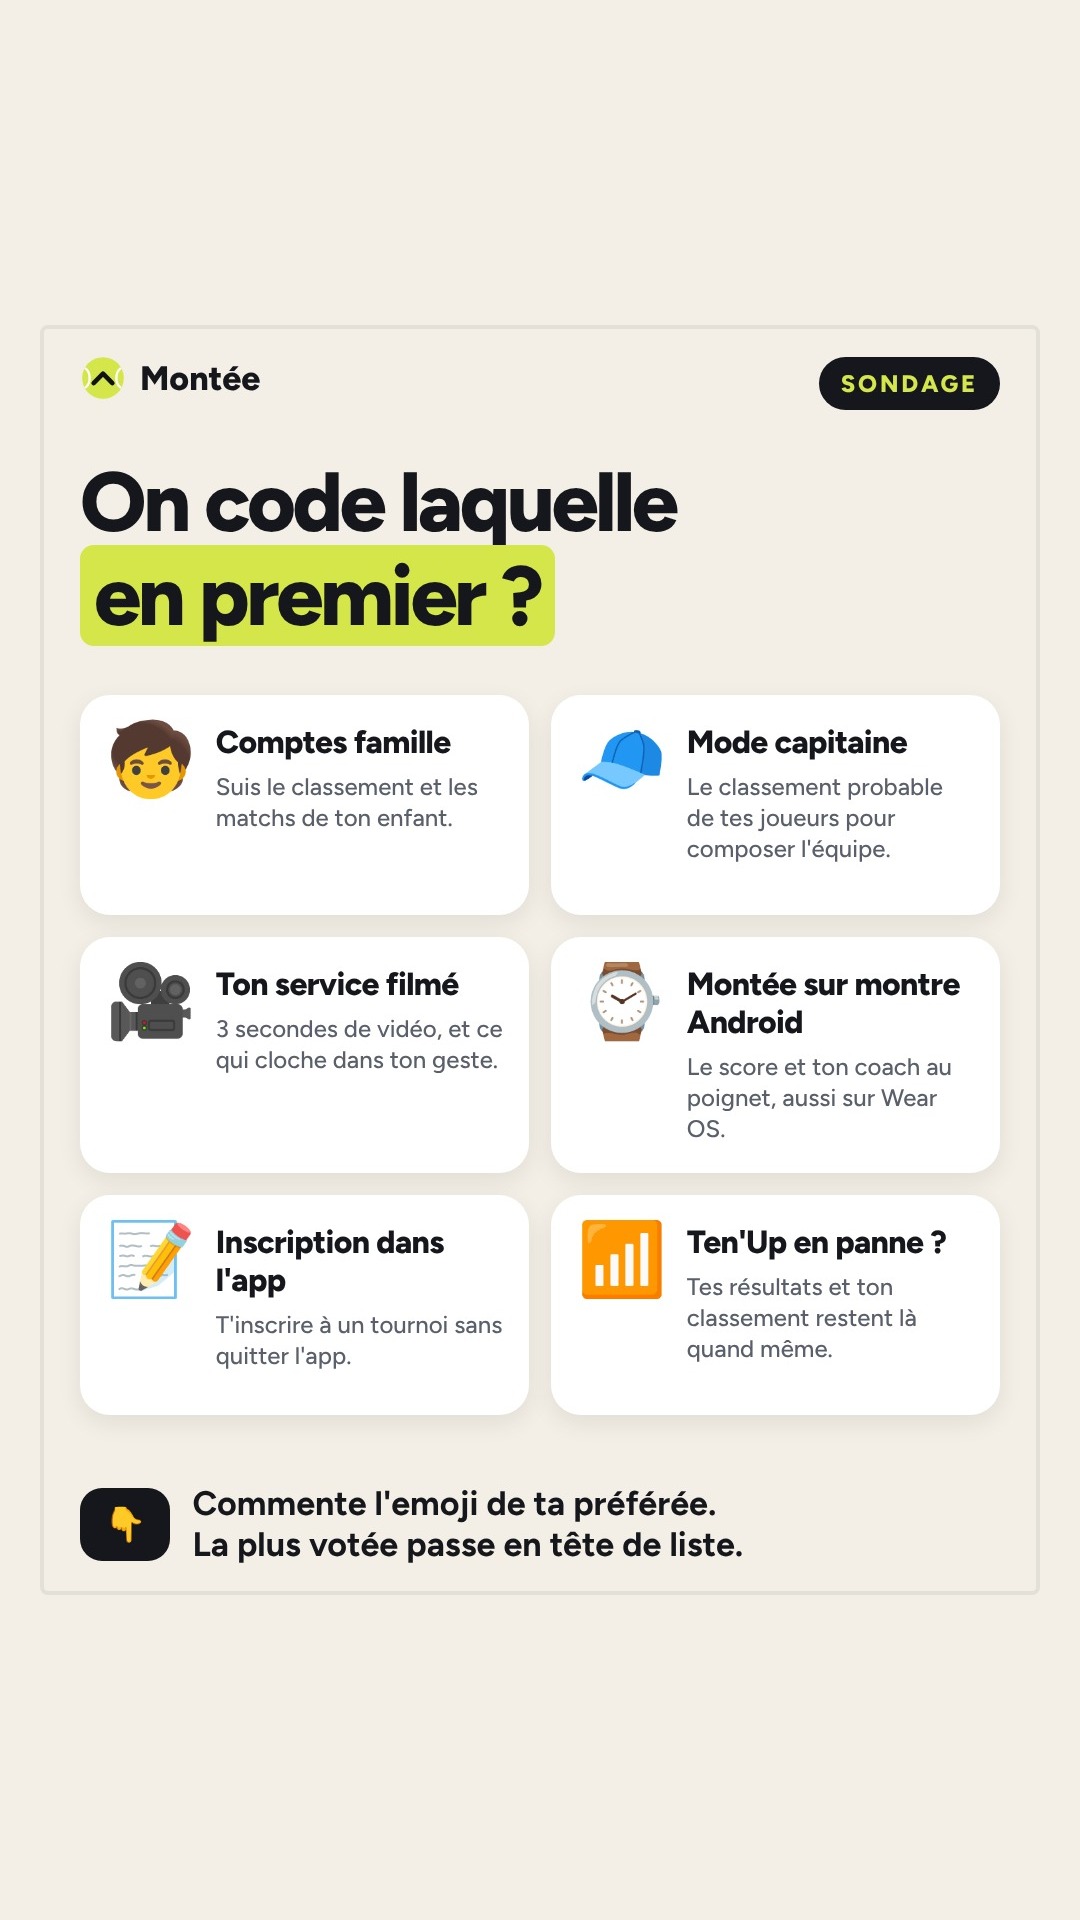 Montée
SONDAGE
On code laquelle
en premier ?
Comptes famille
Suis le classement et les
matchs de ton enfant.
Mode capitaine
Le classement probable
de tes joueurs pour
composer l'équipe.
Ton service filmé
3 secondes de vidéo, et ce
qui cloche dans ton geste.
Montée sur montre
Android
Le score et ton coach au
poignet, aussi sur Wear
OS.
Inscription dans
l'app
T'inscrire à un tournoi sans
quitter l'app.
Ten'Up en panne ?
Tes résultats et ton
classement restent là
quand même.
Commente l'emoji de ta préférée.
La plus votée passe en tête de liste.